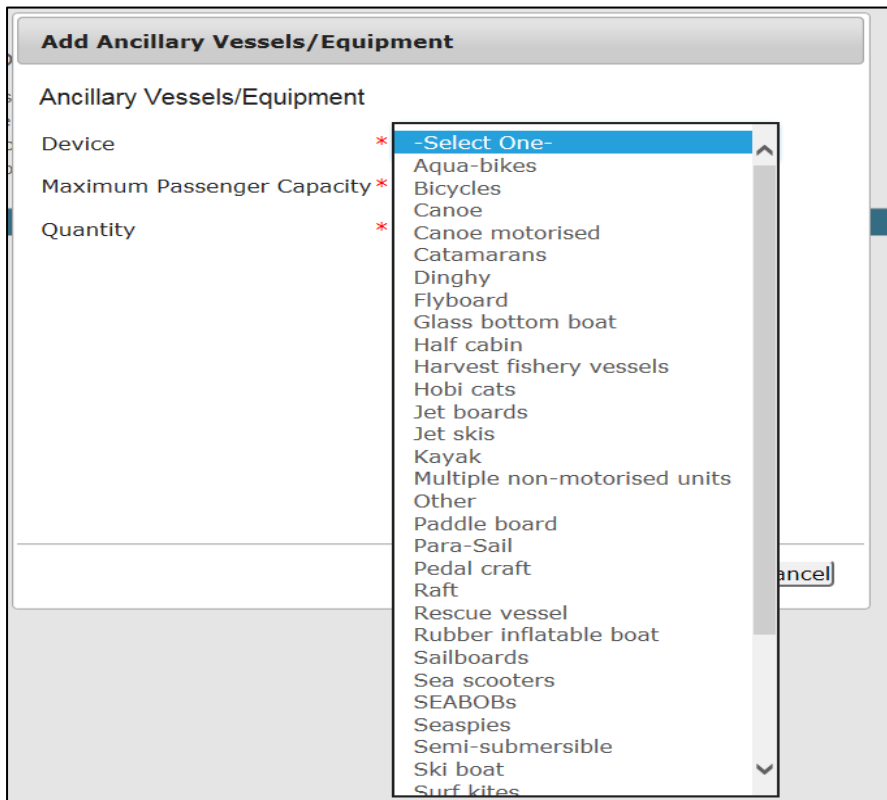 Add Ancillary Vessels/Equipment
Ancillary Vessels/Equipment
Device *
Maximum Passenger Capacity *
Quantity *
-Select One-
Aqua-bikes
Bicycles
Canoe
Canoe motorised
Catamarans
Dinghy
Flyboard
Glass bottom boat
Half cabin
Harvest fishery vessels
Hobi cats
Jet boards
Jet skis
Kayak
Multiple non-motorised units
Other
Paddle board
Para-Sail
Pedal craft
Raft
Rescue vessel
Rubber inflatable boat
Sailboards
Sea scooters
SEABOBs
Seaspies
Semi-submersible
Ski boat
Surf kites
ancel